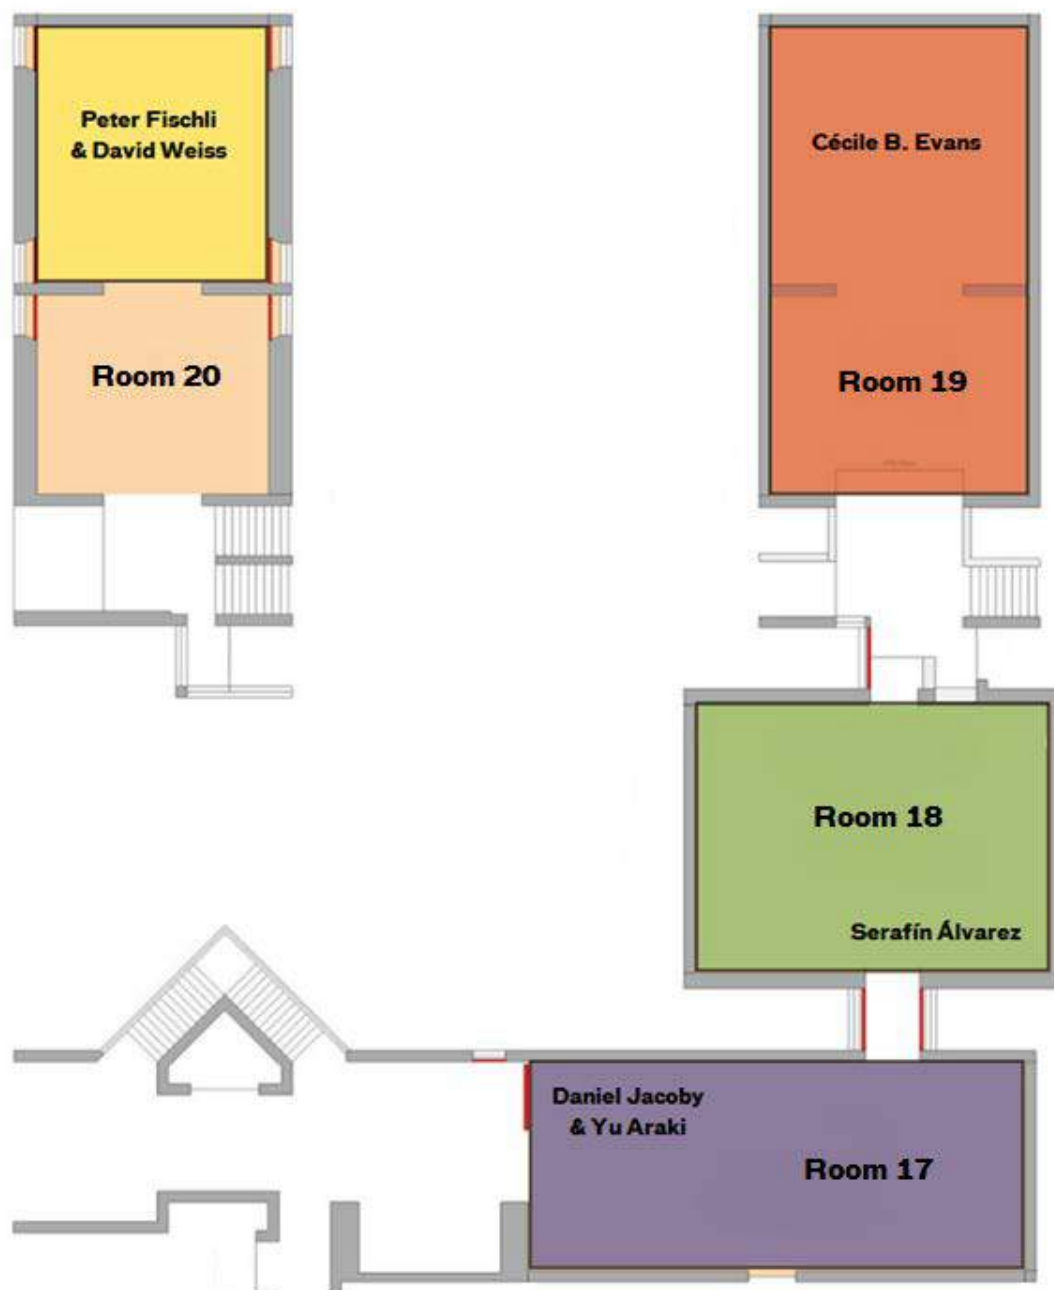 Peter Fischli
& David Weiss
Cécile B. Evans
Room 20
Room 19
Room 18
Serafín Álvarez
Daniel Jacoby
& Yu Araki
Room 17